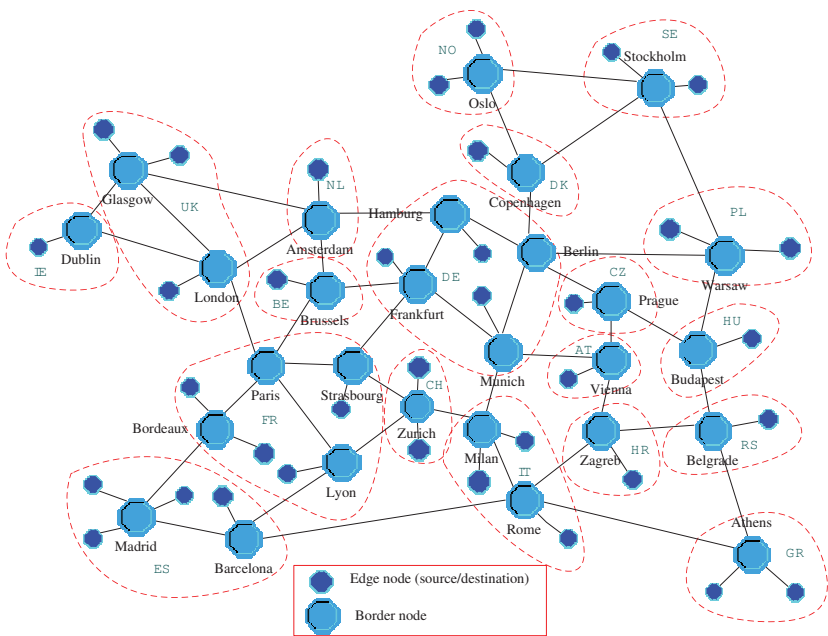 NO
SE
Stockholm
Oslo
NL
DK
Glasgow
UK
Hamburg
Copenhagen
PL
Dublin
Amsterdam
Berlin
IE
BE
DE
CZ
Warsaw
London
Brussels
Frankfurt
Prague
HU
AT
Paris
Strasbourg
CH
Munich
Vienna
Budapest
Bordeaux
FR
Zurich
Milan
IT
Zagreb
HR
Belgrade
RS
Lyon
Madrid
ES
Barcelona
Rome
Athens
GR
Edge node (source/destination)
Border node